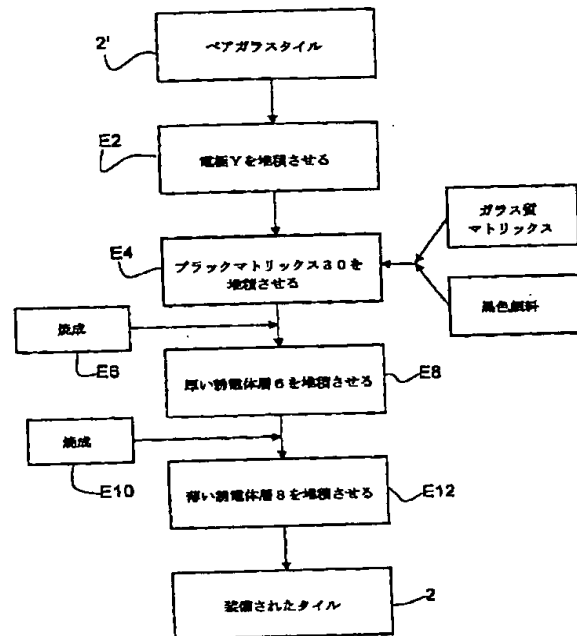 2'
ベアガラスタイル
E2
電極Yを堆積させる
E4
ブラックマトリックス30を
堆積させる
ガラス質
マトリックス
黒色顔料
焼成
E6
厚い誘電体層6を堆積させる
E8
焼成
E10
薄い誘電体層8を堆積させる
E12
装備されたタイル
2